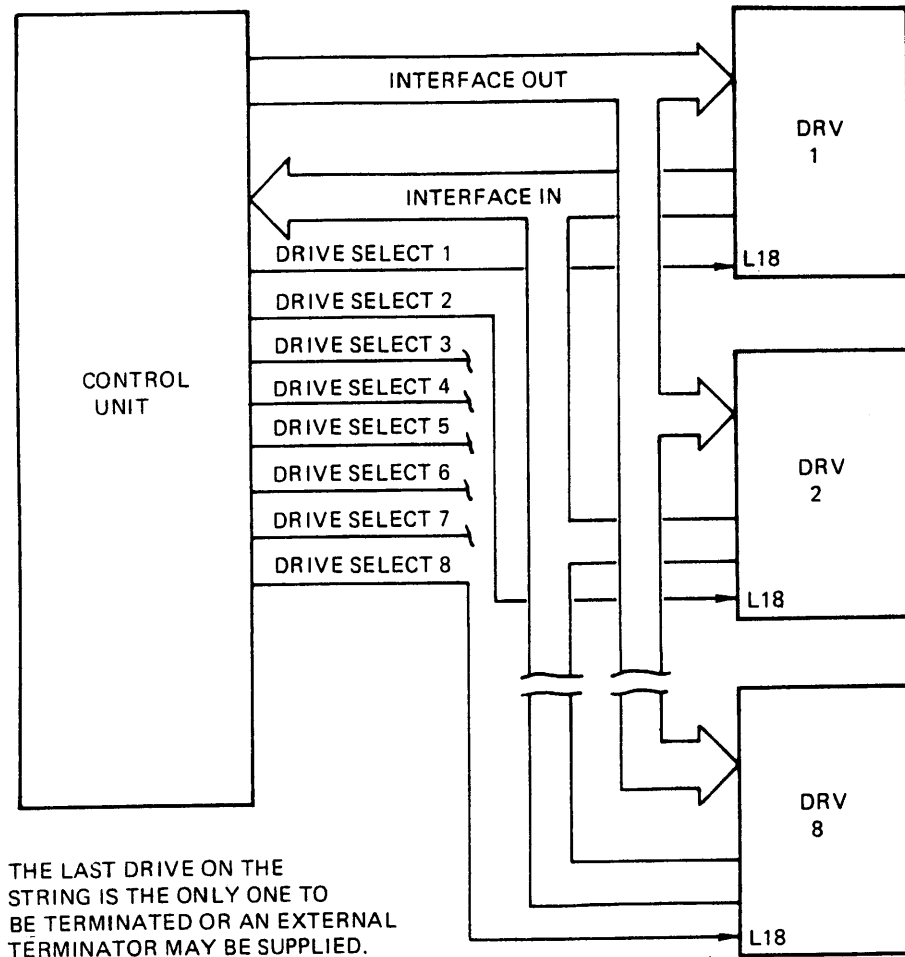 INTERFACE OUT
DRV
1
INTERFACE IN
DRIVE SELECT 1
L18
DRIVE SELECT 2
DRIVE SELECT 3
DRIVE SELECT 4
DRIVE SELECT 5
DRIVE SELECT 6
DRIVE SELECT 7
DRIVE SELECT 8
CONTROL
UNIT
DRV
2
L18
DRV
8
L18
THE LAST DRIVE ON THE
STRING IS THE ONLY ONE TO
BE TERMINATED OR AN EXTERNAL
TERMINATOR MAY BE SUPPLIED.